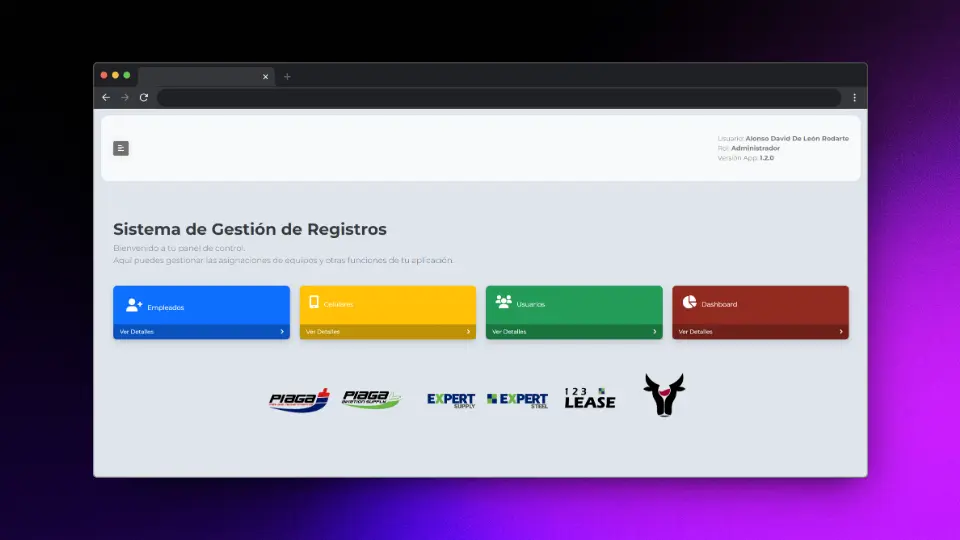 Usuario: Alonso David De León Rodarte
Rol: Administrador
Versión App: 1.2.0
Sistema de Gestión de Registros
Bienvenido a tu panel de control.
Aquí puedes gestionar las asignaciones de equipos y otras funciones de tu aplicación.
Empleados
Celulares
Usuarios
Dashboard
Ver Detalles
Ver Detalles
Ver Detalles
Ver Detalles
PIAGA
PIAGA
AVIATION SUPPLY
EXPERT
SUPPLY
EXPERT
STEEL
123
LEASE